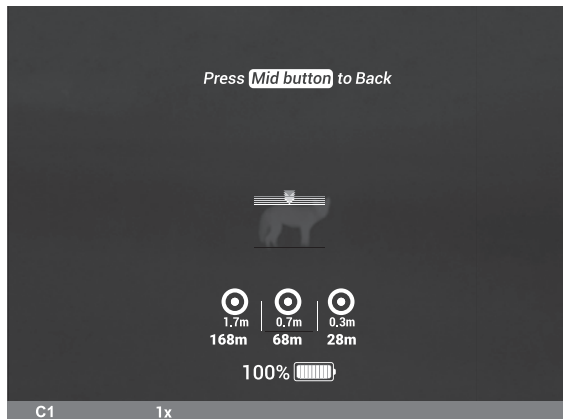 Press Mid button to Back
1.7m 0.7m 0.3m
168m 68m 28m
100%
C1 1x